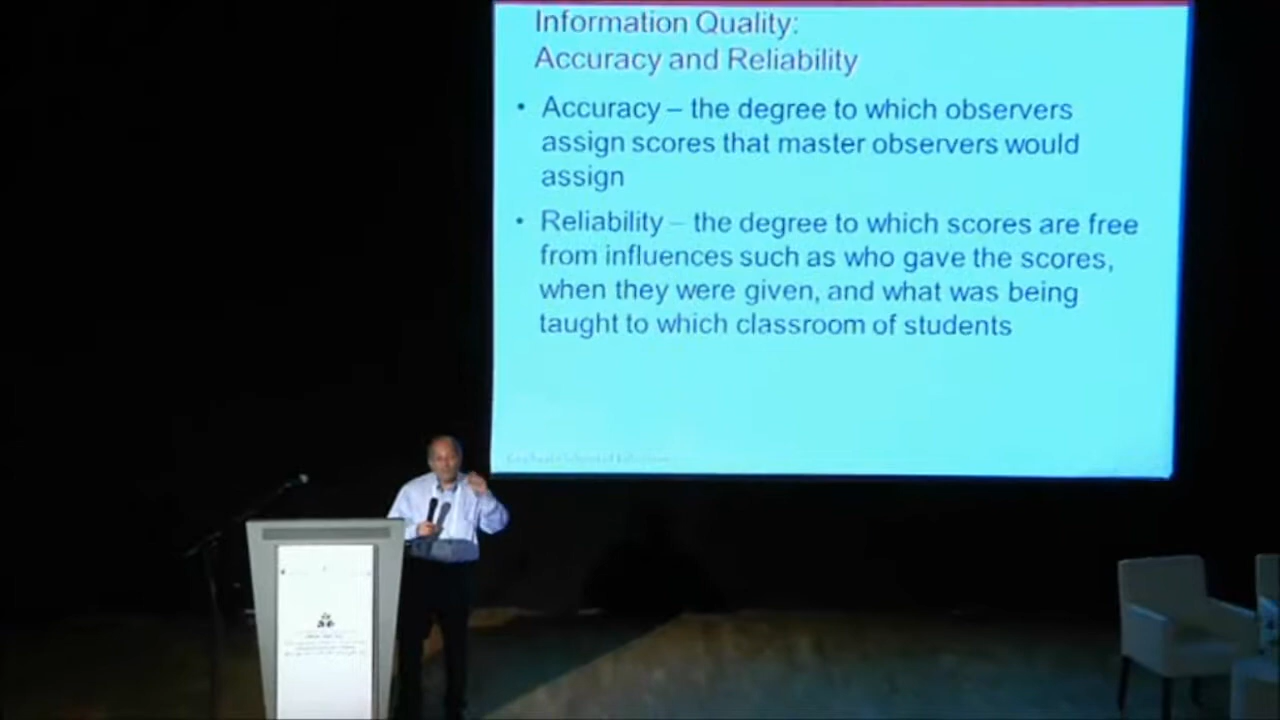 Information Quality:
Accuracy and Reliability
• Accuracy – the degree to which observers
assign scores that master observers would
assign
• Reliability – the degree to which scores are free
from influences such as who gave the scores,
when they were given, and what was being
taught to which classroom of students